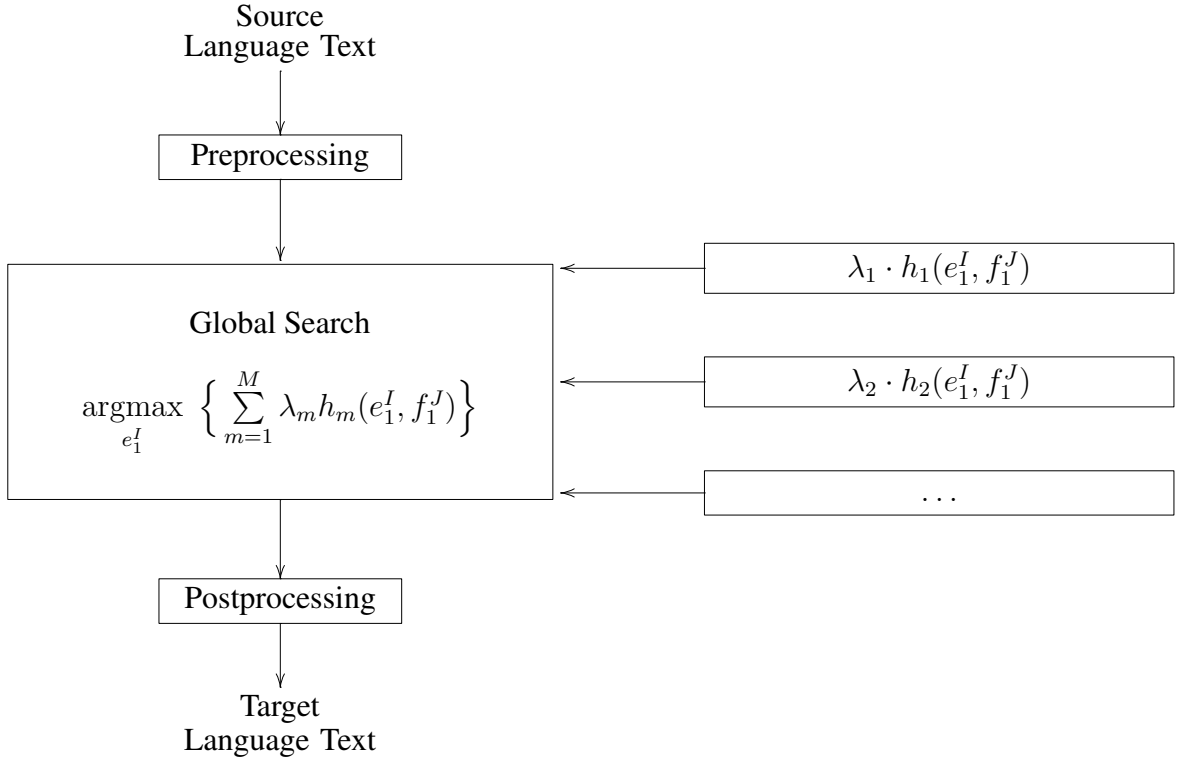 Source
Language Text
Preprocessing
λ_1 · h_1(e_1^I, f_1^J)
Global Search
argmax_{e_1^I} { ∑_{m=1}^{M} λ_m h_m(e_1^I, f_1^J) }
λ_2 · h_2(e_1^I, f_1^J)
. . .
Postprocessing
Target
Language Text